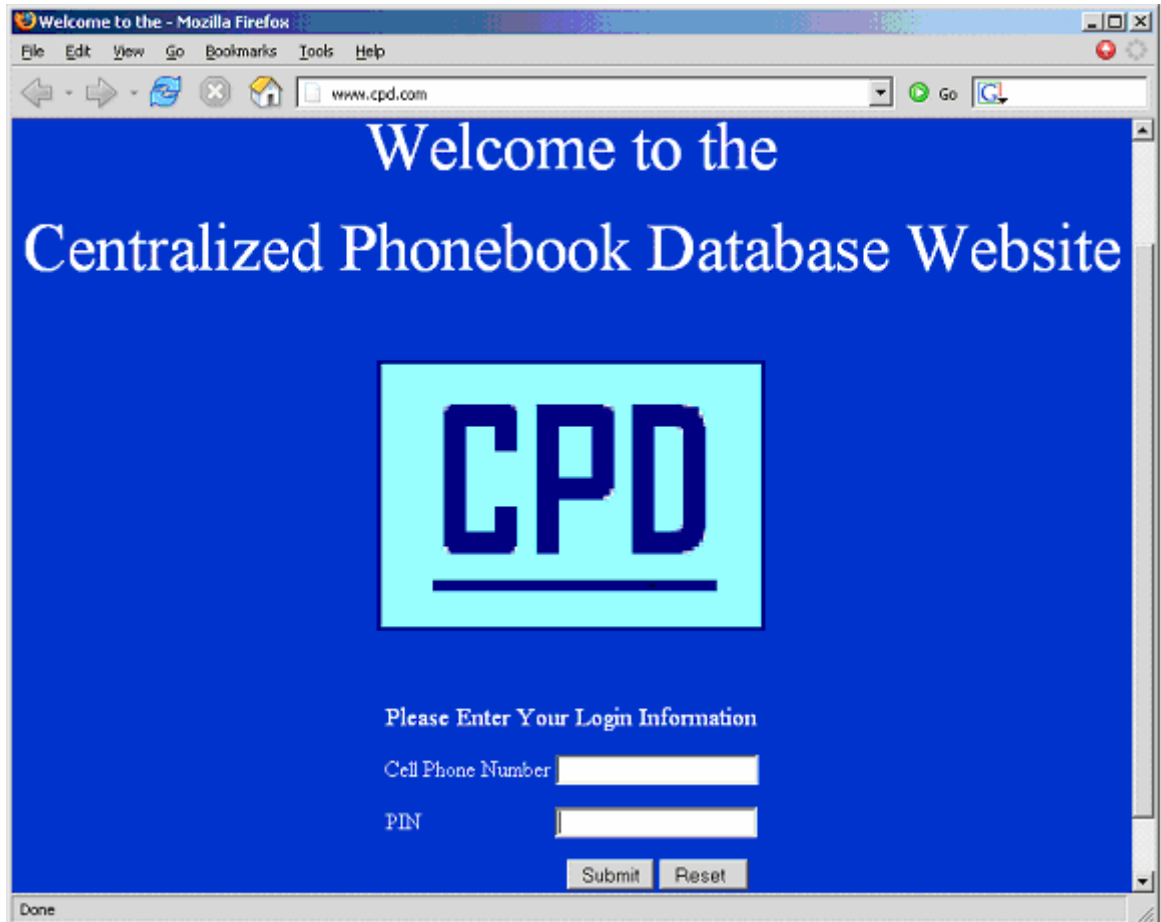 Welcome to the - Mozilla Firefox
File Edit View Go Bookmarks Tools Help
www.cpd.com Go G
Welcome to the
Centralized Phonebook Database Website
CPD
Please Enter Your Login Information
Cell Phone Number
PIN
Submit Reset
Done